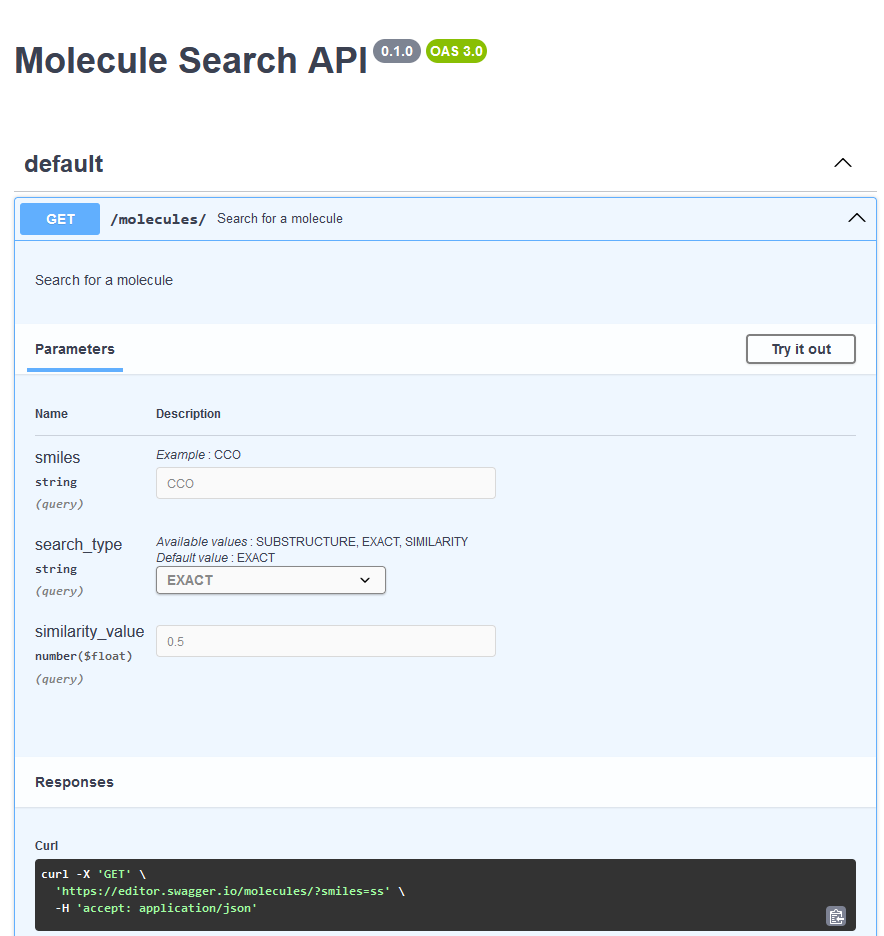 Molecule Search API 0.1.0 OAS 3.0
default
GET /molecules/ Search for a molecule
Search for a molecule
Parameters Try it out
Name Description
smiles
string
(query)
Example : CCO
CCO
search_type
string
(query)
Available values : SUBSTRUCTURE, EXACT, SIMILARITY
Default value : EXACT
EXACT
similarity_value
number($float)
(query)
0.5
Responses
Curl
curl -X 'GET' \
'https://editor.swagger.io/molecules/?smiles=ss' \
-H 'accept: application/json'